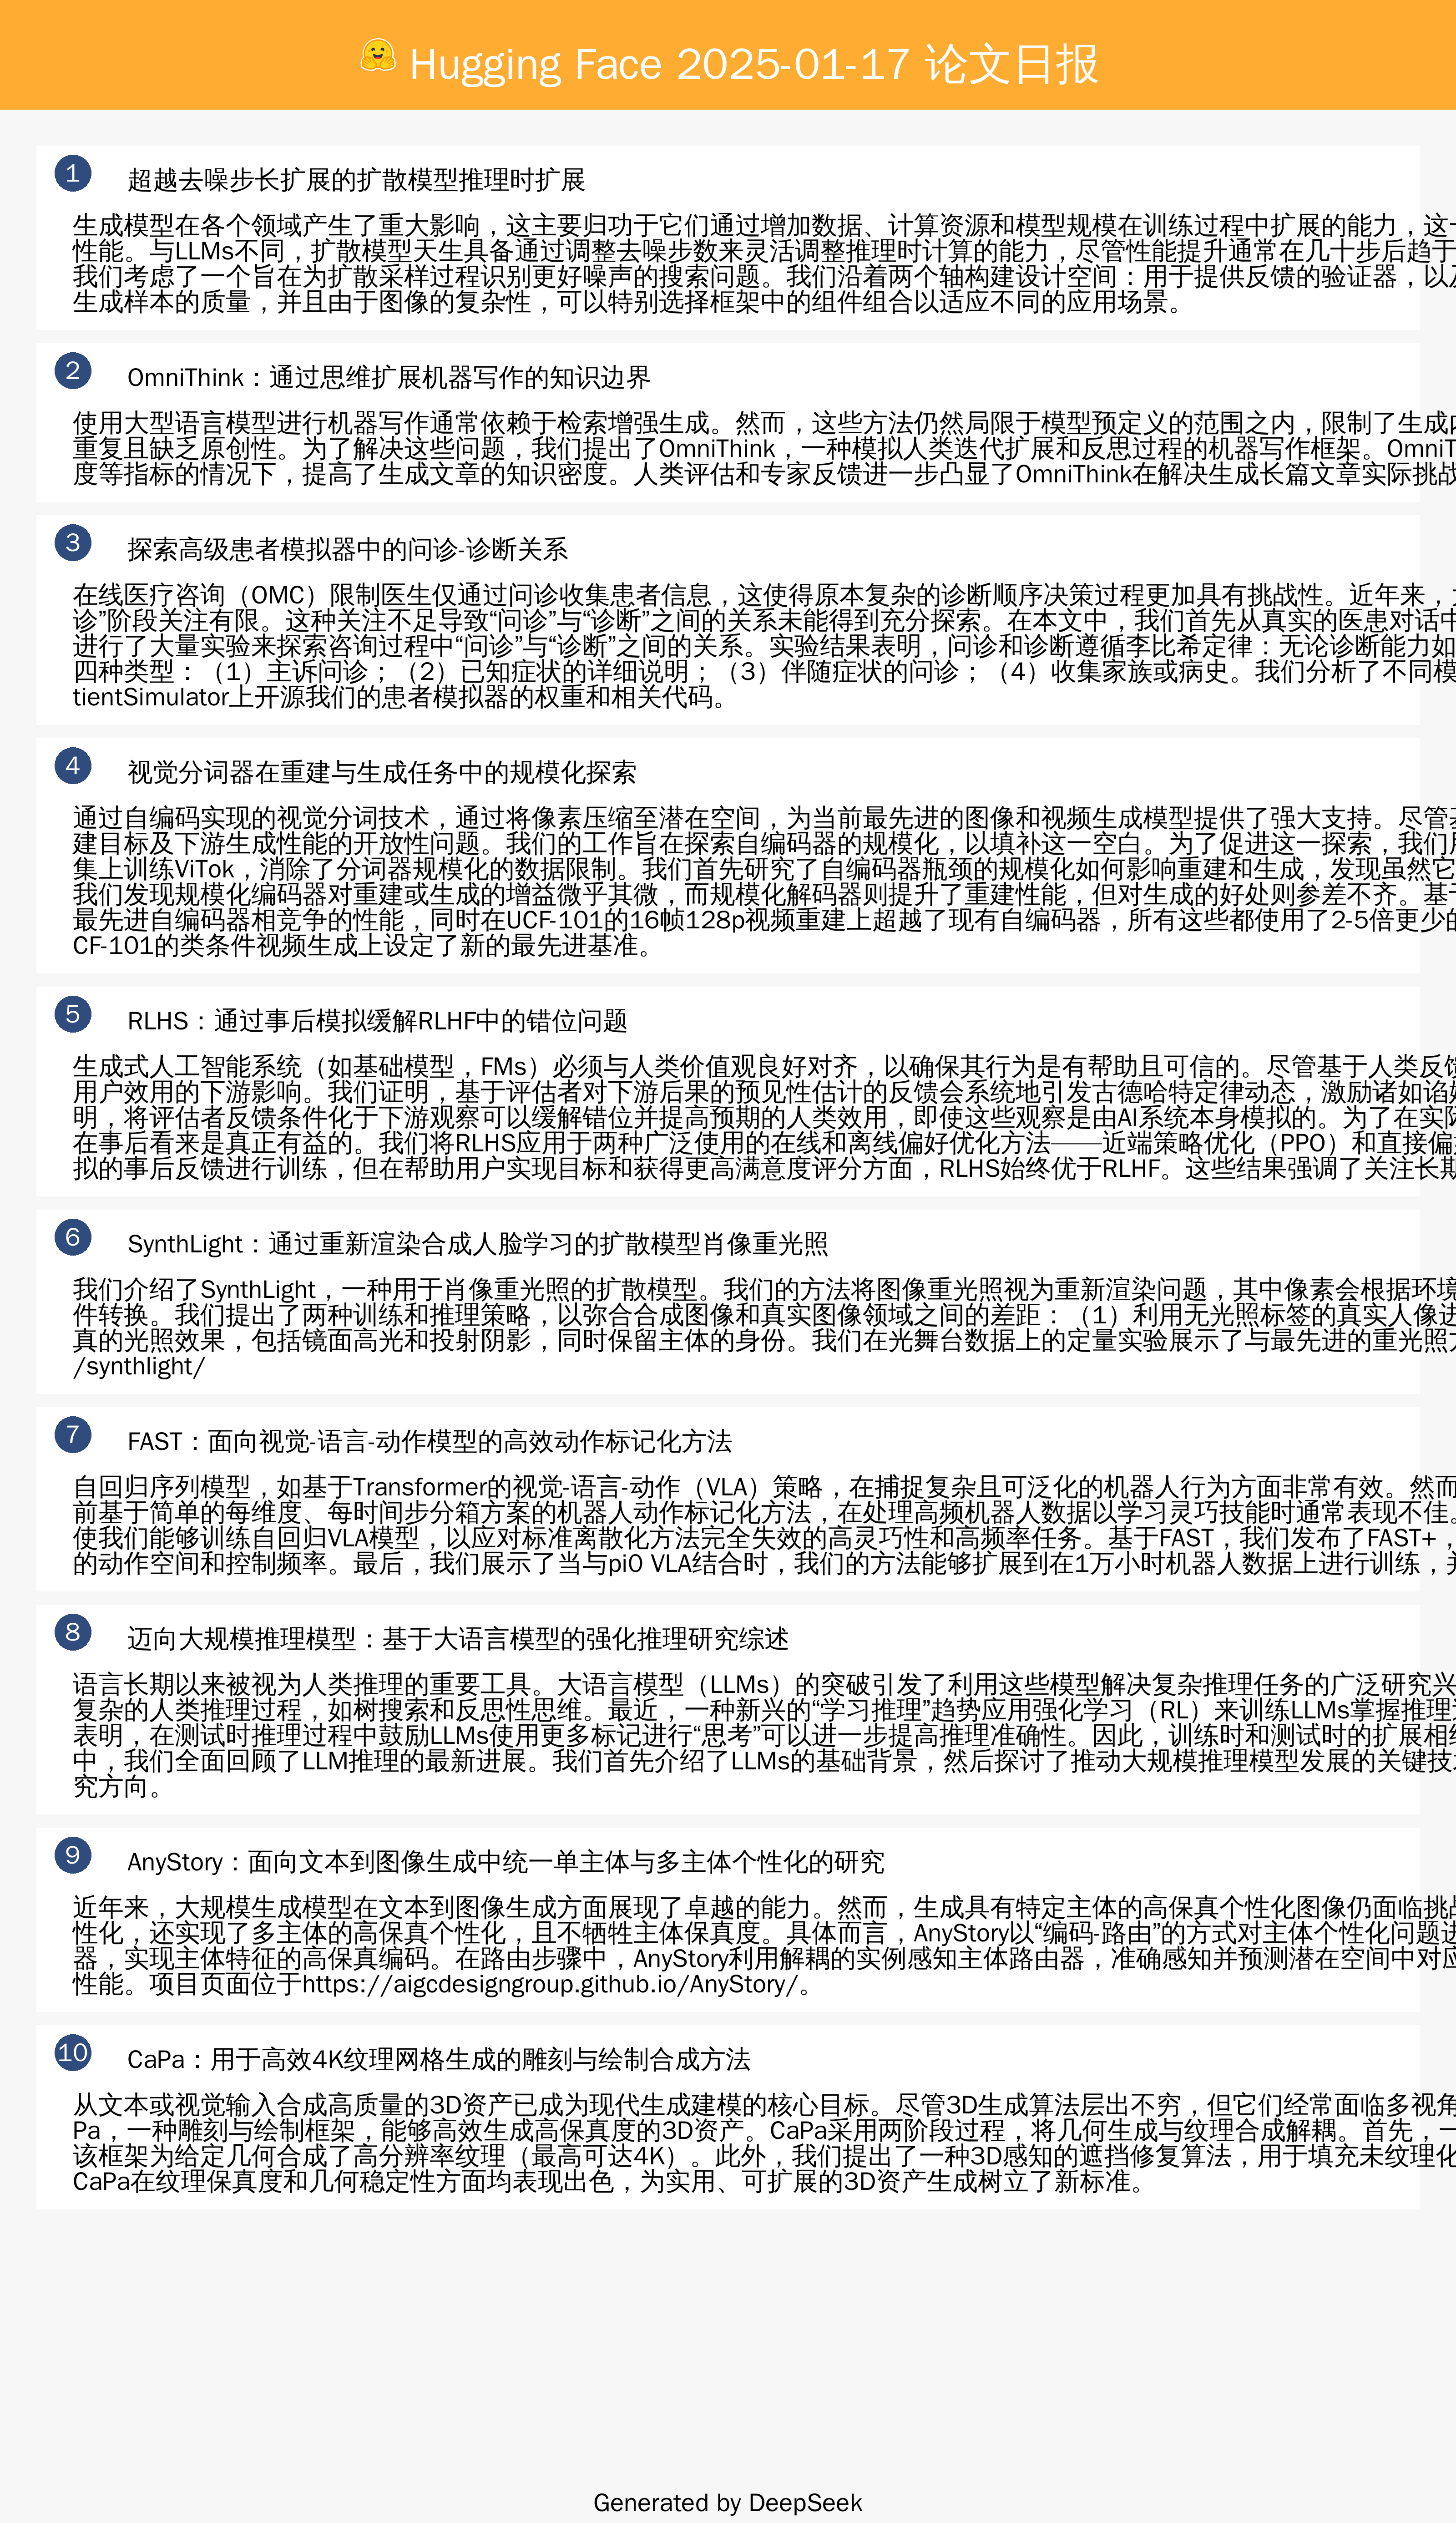 Hugging Face 2025-01-17 论文日报
1
超越去噪步长扩展的扩散模型推理时扩展
生成模型在各个领域产生了重大影响，这主要归功于它们通过增加数据、计算资源和模型规模在训练过程中扩展的能力，这一
性能。与LLMs不同，扩散模型天生具备通过调整去噪步数来灵活调整推理时计算的能力，尽管性能提升通常在几十步后趋于
我们考虑了一个旨在为扩散采样过程识别更好噪声的搜索问题。我们沿着两个轴构建设计空间：用于提供反馈的验证器，以及
生成样本的质量，并且由于图像的复杂性，可以特别选择框架中的组件组合以适应不同的应用场景。
2
OmniThink：通过思维扩展机器写作的知识边界
使用大型语言模型进行机器写作通常依赖于检索增强生成。然而，这些方法仍然局限于模型预定义的范围之内，限制了生成内
重复且缺乏原创性。为了解决这些问题，我们提出了OmniThink，一种模拟人类迭代扩展和反思过程的机器写作框架。OmniT
度等指标的情况下，提高了生成文章的知识密度。人类评估和专家反馈进一步凸显了OmniThink在解决生成长篇文章实际挑战
3
探索高级患者模拟器中的问诊-诊断关系
在线医疗咨询（OMC）限制医生仅通过问诊收集患者信息，这使得原本复杂的诊断顺序决策过程更加具有挑战性。近年来，
诊”阶段关注有限。这种关注不足导致“问诊”与“诊断”之间的关系未能得到充分探索。在本文中，我们首先从真实的医患对话中
进行了大量实验来探索咨询过程中“问诊”与“诊断”之间的关系。实验结果表明，问诊和诊断遵循李比希定律：无论诊断能力如
四种类型：（1）主诉问诊；（2）已知症状的详细说明；（3）伴随症状的问诊；（4）收集家族或病史。我们分析了不同模
tientSimulator上开源我们的患者模拟器的权重和相关代码。
4
视觉分词器在重建与生成任务中的规模化探索
通过自编码实现的视觉分词技术，通过将像素压缩至潜在空间，为当前最先进的图像和视频生成模型提供了强大支持。尽管基
建目标及下游生成性能的开放性问题。我们的工作旨在探索自编码器的规模化，以填补这一空白。为了促进这一探索，我们用
集上训练ViTok，消除了分词器规模化的数据限制。我们首先研究了自编码器瓶颈的规模化如何影响重建和生成，发现虽然它
我们发现规模化编码器对重建或生成的增益微乎其微，而规模化解码器则提升了重建性能，但对生成的好处则参差不齐。基于
最先进自编码器相竞争的性能，同时在UCF-101的16帧128p视频重建上超越了现有自编码器，所有这些都使用了2-5倍更少的
CF-101的类条件视频生成上设定了新的最先进基准。
5
RLHS：通过事后模拟缓解RLHF中的错位问题
生成式人工智能系统（如基础模型，FMs）必须与人类价值观良好对齐，以确保其行为是有帮助且可信的。尽管基于人类反馈
用户效用的下游影响。我们证明，基于评估者对下游后果的预见性估计的反馈会系统地引发古德哈特定律动态，激励诸如谄媚
明，将评估者反馈条件化于下游观察可以缓解错位并提高预期的人类效用，即使这些观察是由AI系统本身模拟的。为了在实际
在事后看来是真正有益的。我们将RLHS应用于两种广泛使用的在线和离线偏好优化方法——近端策略优化（PPO）和直接偏
拟的事后反馈进行训练，但在帮助用户实现目标和获得更高满意度评分方面，RLHS始终优于RLHF。这些结果强调了关注长期
6
SynthLight：通过重新渲染合成人脸学习的扩散模型肖像重光照
我们介绍了SynthLight，一种用于肖像重光照的扩散模型。我们的方法将图像重光照视为重新渲染问题，其中像素会根据环境
件转换。我们提出了两种训练和推理策略，以弥合合成图像和真实图像领域之间的差距：（1）利用无光照标签的真实人像进
真的光照效果，包括镜面高光和投射阴影，同时保留主体的身份。我们在光舞台数据上的定量实验展示了与最先进的重光照方
/synthlight/
7
FAST：面向视觉-语言-动作模型的高效动作标记化方法
自回归序列模型，如基于Transformer的视觉-语言-动作（VLA）策略，在捕捉复杂且可泛化的机器人行为方面非常有效。然而
前基于简单的每维度、每时间步分箱方案的机器人动作标记化方法，在处理高频机器人数据以学习灵巧技能时通常表现不佳。
使我们能够训练自回归VLA模型，以应对标准离散化方法完全失效的高灵巧性和高频率任务。基于FAST，我们发布了FAST+，
的动作空间和控制频率。最后，我们展示了当与pi0 VLA结合时，我们的方法能够扩展到在1万小时机器人数据上进行训练，并
8
迈向大规模推理模型：基于大语言模型的强化推理研究综述
语言长期以来被视为人类推理的重要工具。大语言模型（LLMs）的突破引发了利用这些模型解决复杂推理任务的广泛研究兴
复杂的人类推理过程，如树搜索和反思性思维。最近，一种新兴的“学习推理”趋势应用强化学习（RL）来训练LLMs掌握推理过
表明，在测试时推理过程中鼓励LLMs使用更多标记进行“思考”可以进一步提高推理准确性。因此，训练时和测试时的扩展相结
中，我们全面回顾了LLM推理的最新进展。我们首先介绍了LLMs的基础背景，然后探讨了推动大规模推理模型发展的关键技术
究方向。
9
AnyStory：面向文本到图像生成中统一单主体与多主体个性化的研究
近年来，大规模生成模型在文本到图像生成方面展现了卓越的能力。然而，生成具有特定主体的高保真个性化图像仍面临挑战
性化，还实现了多主体的高保真个性化，且不牺牲主体保真度。具体而言，AnyStory以“编码-路由”的方式对主体个性化问题进
器，实现主体特征的高保真编码。在路由步骤中，AnyStory利用解耦的实例感知主体路由器，准确感知并预测潜在空间中对应
性能。项目页面位于https://aigcdesigngroup.github.io/AnyStory/。
10
CaPa：用于高效4K纹理网格生成的雕刻与绘制合成方法
从文本或视觉输入合成高质量的3D资产已成为现代生成建模的核心目标。尽管3D生成算法层出不穷，但它们经常面临多视角
Pa，一种雕刻与绘制框架，能够高效生成高保真度的3D资产。CaPa采用两阶段过程，将几何生成与纹理合成解耦。首先，一
该框架为给定几何合成了高分辨率纹理（最高可达4K）。此外，我们提出了一种3D感知的遮挡修复算法，用于填充未纹理化
CaPa在纹理保真度和几何稳定性方面均表现出色，为实用、可扩展的3D资产生成树立了新标准。
Generated by DeepSeek